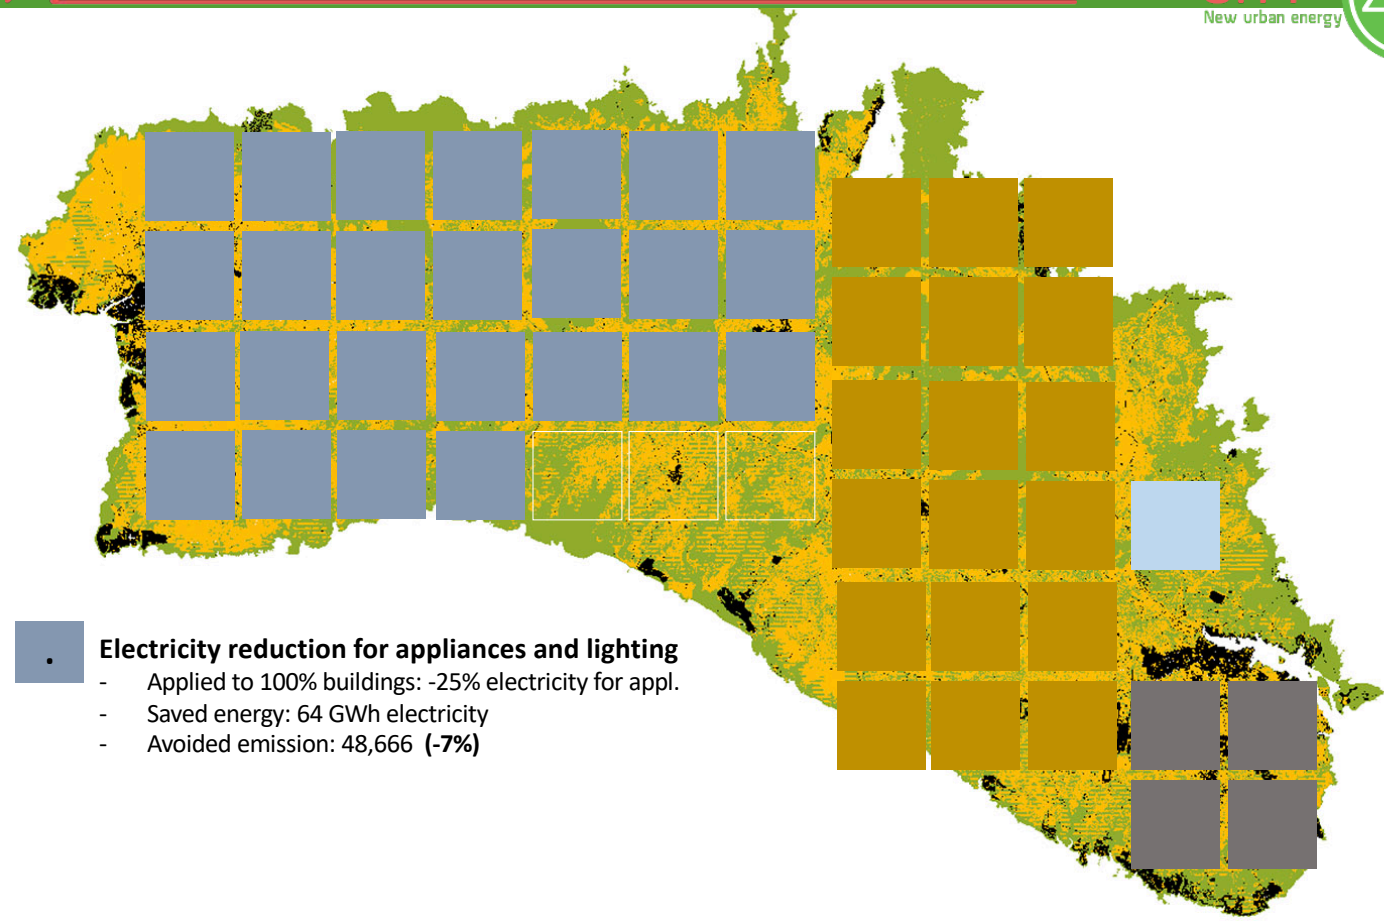 New urban energy
.
Electricity reduction for appliances and lighting
- Applied to 100% buildings: -25% electricity for appl.
- Saved energy: 64 GWh electricity
- Avoided emission: 48,666 (-7%)